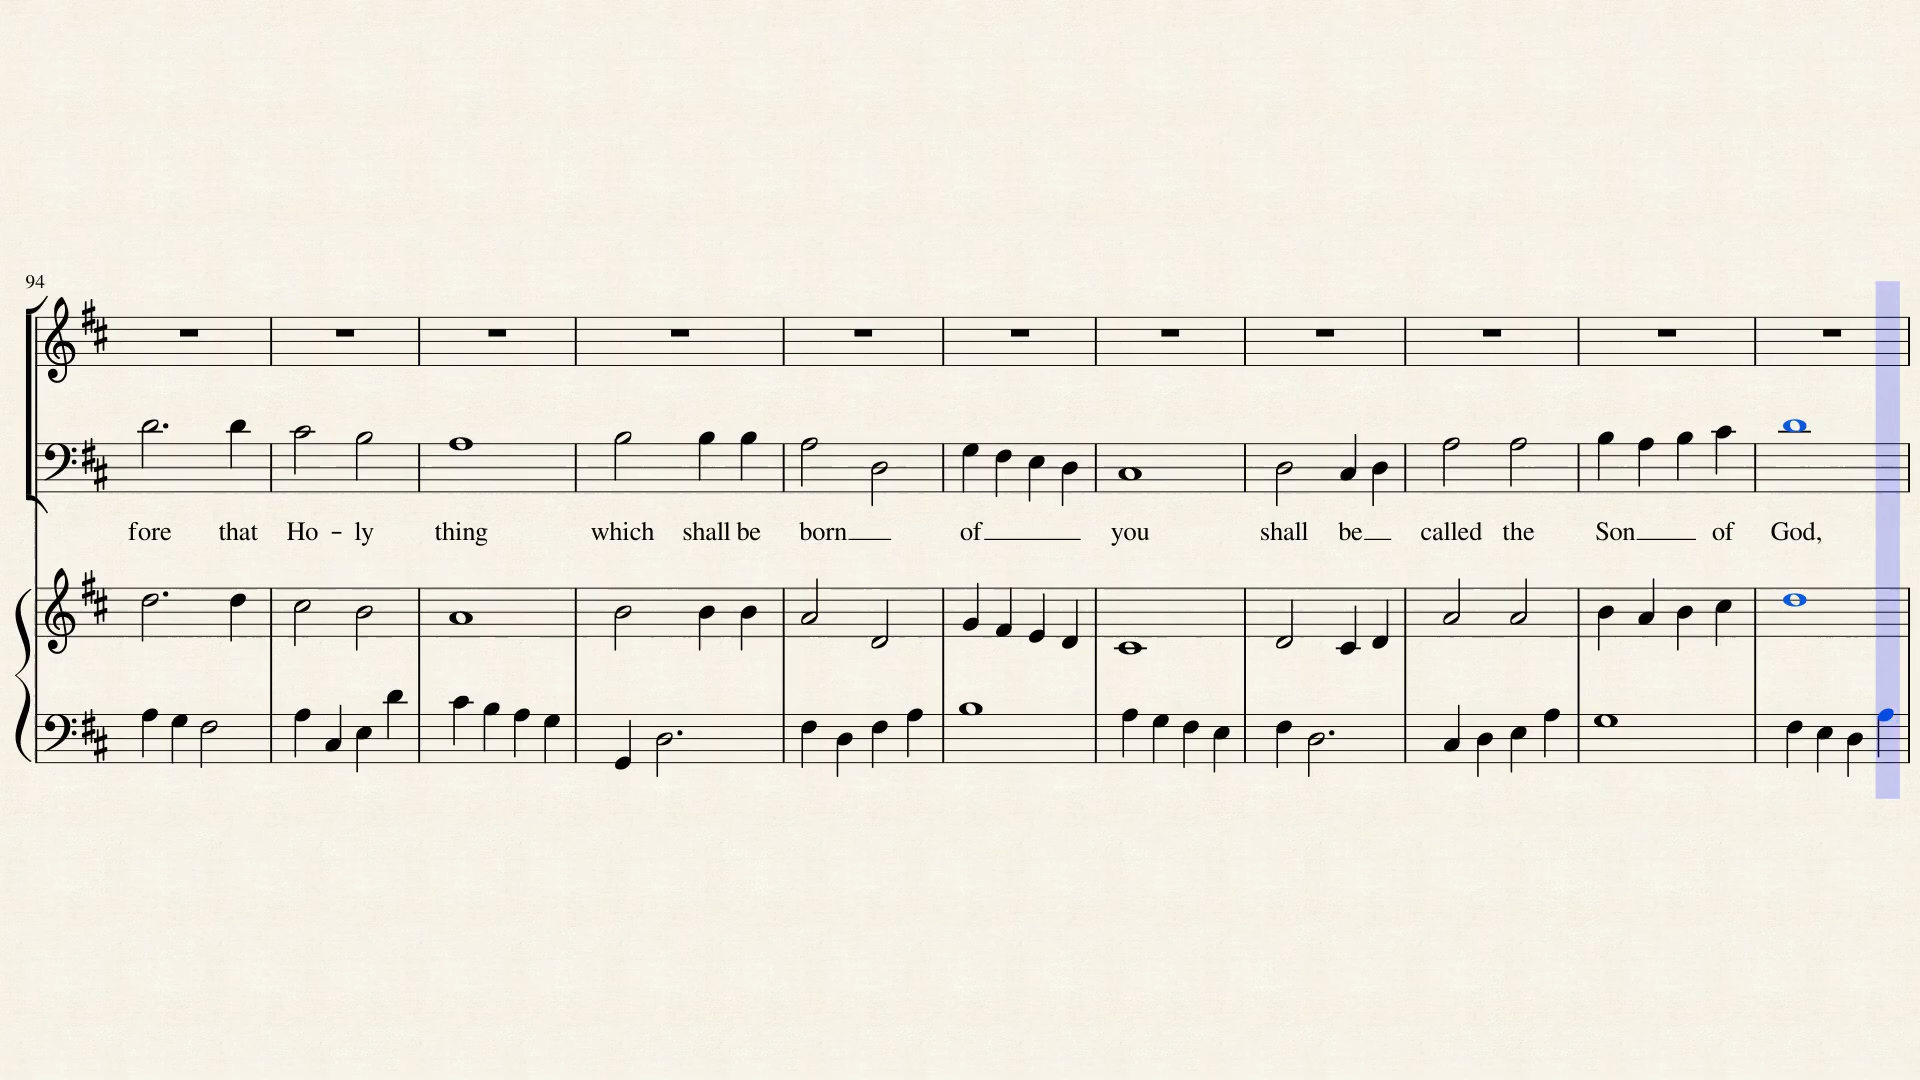 94
fore that Ho - ly thing which shall be born of you shall be called the Son of God,